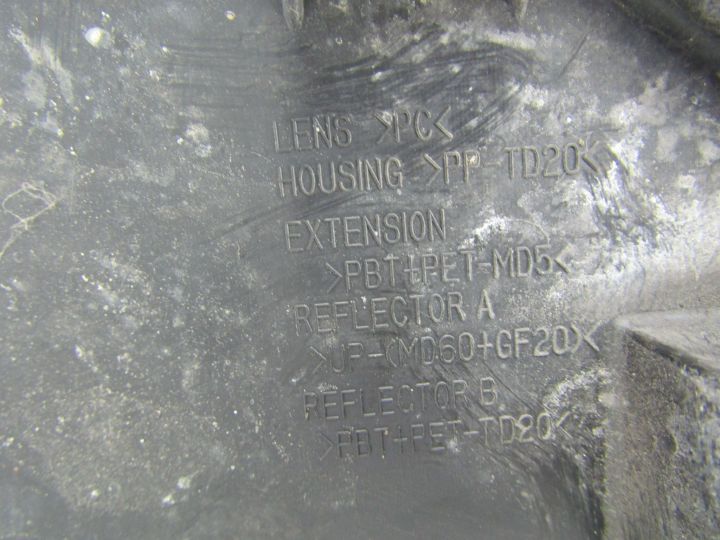 LENS >PC<
HOUSING >PP-TD20<
EXTENSION
>PBT+PET-MD5<
REFLECTOR A
>UP-(MD60+GF20)<
REFLECTOR B
>PBT+PET-TD20<